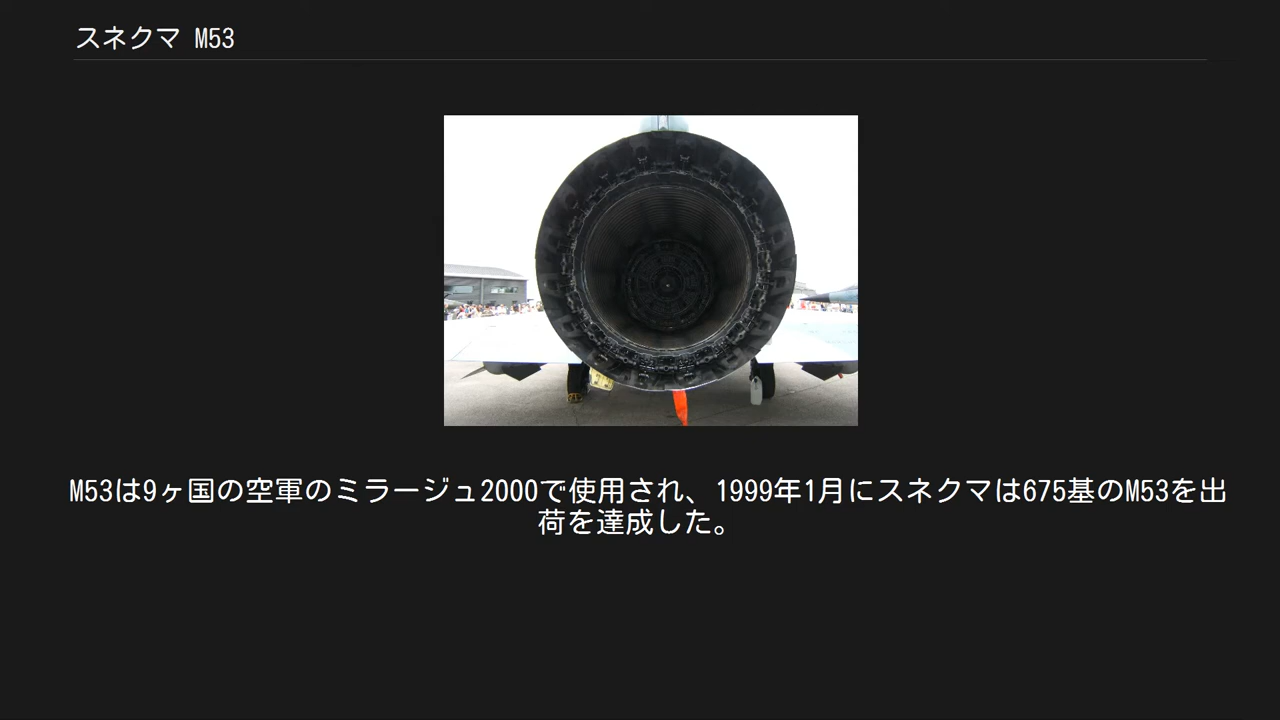 スネクマ M53
M53は9ヶ国の空軍のミラージュ2000で使用され、1999年1月にスネクマは675基のM53を出
荷を達成した。